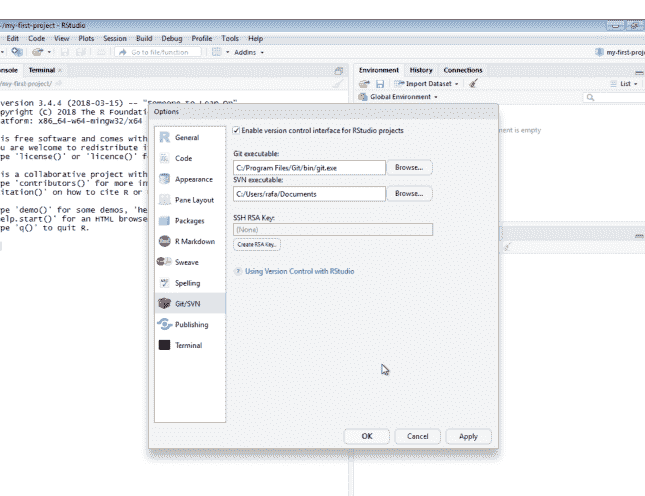 /my-first-project - RStudio
Edit Code View Plots Session Build Debug Profile Tools Help
Go to file/function Addins
my-first-proj
nsole Terminal
/my-first-project/
Environment History Connections
Import Dataset List
Global Environment
version 3.4.4 (2018-03-15) -- "Someone to Lean On"
pyright (C) 2018 The R Foundati
atform: x86_64-w64-mingw32/x64
is free software and comes with
u are welcome to redistribute i
pe 'license()' or 'licence()' f
is a collaborative project with
pe 'contributors()' for more in
itation()' on how to cite R or
pe 'demo()' for some demos, 'he
elp.start()' for an HTML browse
pe 'q()' to quit R.
ment is empty
Options
General
Code
Appearance
Pane Layout
Packages
R Markdown
Sweave
Spelling
Git/SVN
Publishing
Terminal
Enable version control interface for RStudio projects
Git executable:
C:/Program Files/Git/bin/git.exe Browse...
SVN executable:
C:/Users/rafa/Documents Browse...
SSH RSA Key:
(None)
Create RSA Key...
Using Version Control with RStudio
OK Cancel Apply